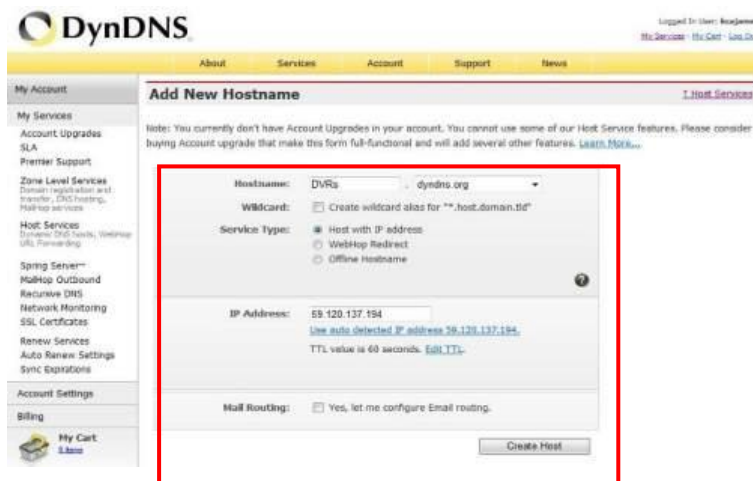 DynDNS
Logged In User:
My Services - My Cart - Log
About Services Account Support News
My Account
My Services
Account Upgrades
SLA
Premier Support
Zone Level Services
Domain registration and
transfer, DNS hosting,
MailHop services
Host Services
Dynamic DNS hosts, WebHop
URL Forwarding
Spring Server™
MailHop Outbound
Recursive DNS
Network Monitoring
SSL Certificates
Renew Services
Auto Renew Settings
Sync Expirations
Account Settings
Billing
My Cart
items
Add New Hostname
Host Services
Note: You currently don't have Account Upgrades in your account. You cannot use some of our Host Service features. Please consider
buying Account upgrade that make this form full-functional and will add several other features. Learn More...
Hostname: DVRs . dyndns.org
Wildcard: Create wildcard alias for "*.host.domain.tld"
Service Type: Host with IP address
WebHop Redirect
Offline Hostname
?
IP Address: 59.120.137.194
Use auto detected IP address 59.120.137.194.
TTL value is 60 seconds. Edit TTL.
Mail Routing: Yes, let me configure Email routing.
Create Host